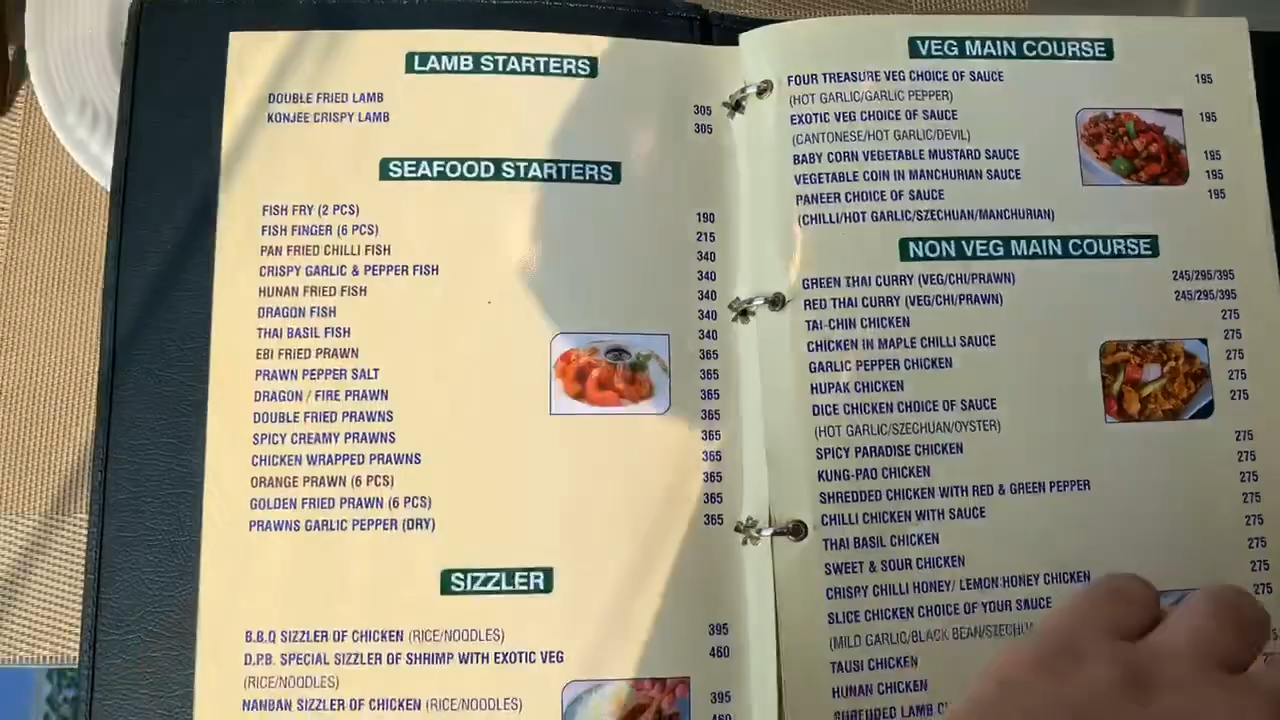 LAMB STARTERS
DOUBLE FRIED LAMB 305
KONJEE CRISPY LAMB 305
SEAFOOD STARTERS
FISH FRY (2 PCS) 190
FISH FINGER (6 PCS) 215
PAN FRIED CHILLI FISH 340
CRISPY GARLIC & PEPPER FISH 340
HUNAN FRIED FISH 340
DRAGON FISH 340
THAI BASIL FISH 340
EBI FRIED PRAWN 365
PRAWN PEPPER SALT 365
DRAGON / FIRE PRAWN 365
DOUBLE FRIED PRAWNS 365
SPICY CREAMY PRAWNS 365
CHICKEN WRAPPED PRAWNS 365
ORANGE PRAWN (6 PCS) 365
GOLDEN FRIED PRAWN (6 PCS) 365
PRAWNS GARLIC PEPPER (DRY) 365
SIZZLER
B.B.Q SIZZLER OF CHICKEN (RICE/NOODLES) 395
D.P.B. SPECIAL SIZZLER OF SHRIMP WITH EXOTIC VEG 460
(RICE/NOODLES)
NANBAN SIZZLER OF CHICKEN (RICE/NOODLES) 395
460
VEG MAIN COURSE
FOUR TREASURE VEG CHOICE OF SAUCE 195
(HOT GARLIC/GARLIC PEPPER)
EXOTIC VEG CHOICE OF SAUCE 195
(CANTONESE/HOT GARLIC/DEVIL)
BABY CORN VEGETABLE MUSTARD SAUCE 195
VEGETABLE COIN IN MANCHURIAN SAUCE 195
PANEER CHOICE OF SAUCE 195
(CHILLI/HOT GARLIC/SZECHUAN/MANCHURIAN)
NON VEG MAIN COURSE
GREEN THAI CURRY (VEG/CHI/PRAWN) 245/295/395
RED THAI CURRY (VEG/CHI/PRAWN) 245/295/395
TAI-CHIN CHICKEN 275
CHICKEN IN MAPLE CHILLI SAUCE 275
GARLIC PEPPER CHICKEN 275
HUPAK CHICKEN 275
DICE CHICKEN CHOICE OF SAUCE 275
(HOT GARLIC/SZECHUAN/OYSTER)
SPICY PARADISE CHICKEN 275
KUNG-PAO CHICKEN 275
SHREDDED CHICKEN WITH RED & GREEN PEPPER 275
CHILLI CHICKEN WITH SAUCE 275
THAI BASIL CHICKEN 275
SWEET & SOUR CHICKEN 275
CRISPY CHILLI HONEY/ LEMON HONEY CHICKEN 275
SLICE CHICKEN CHOICE OF YOUR SAUCE 275
(MILD GARLIC/BLACK BEAN/SZECHU
TAUSI CHICKEN
HUNAN CHICKEN
SHREDDED LAMB